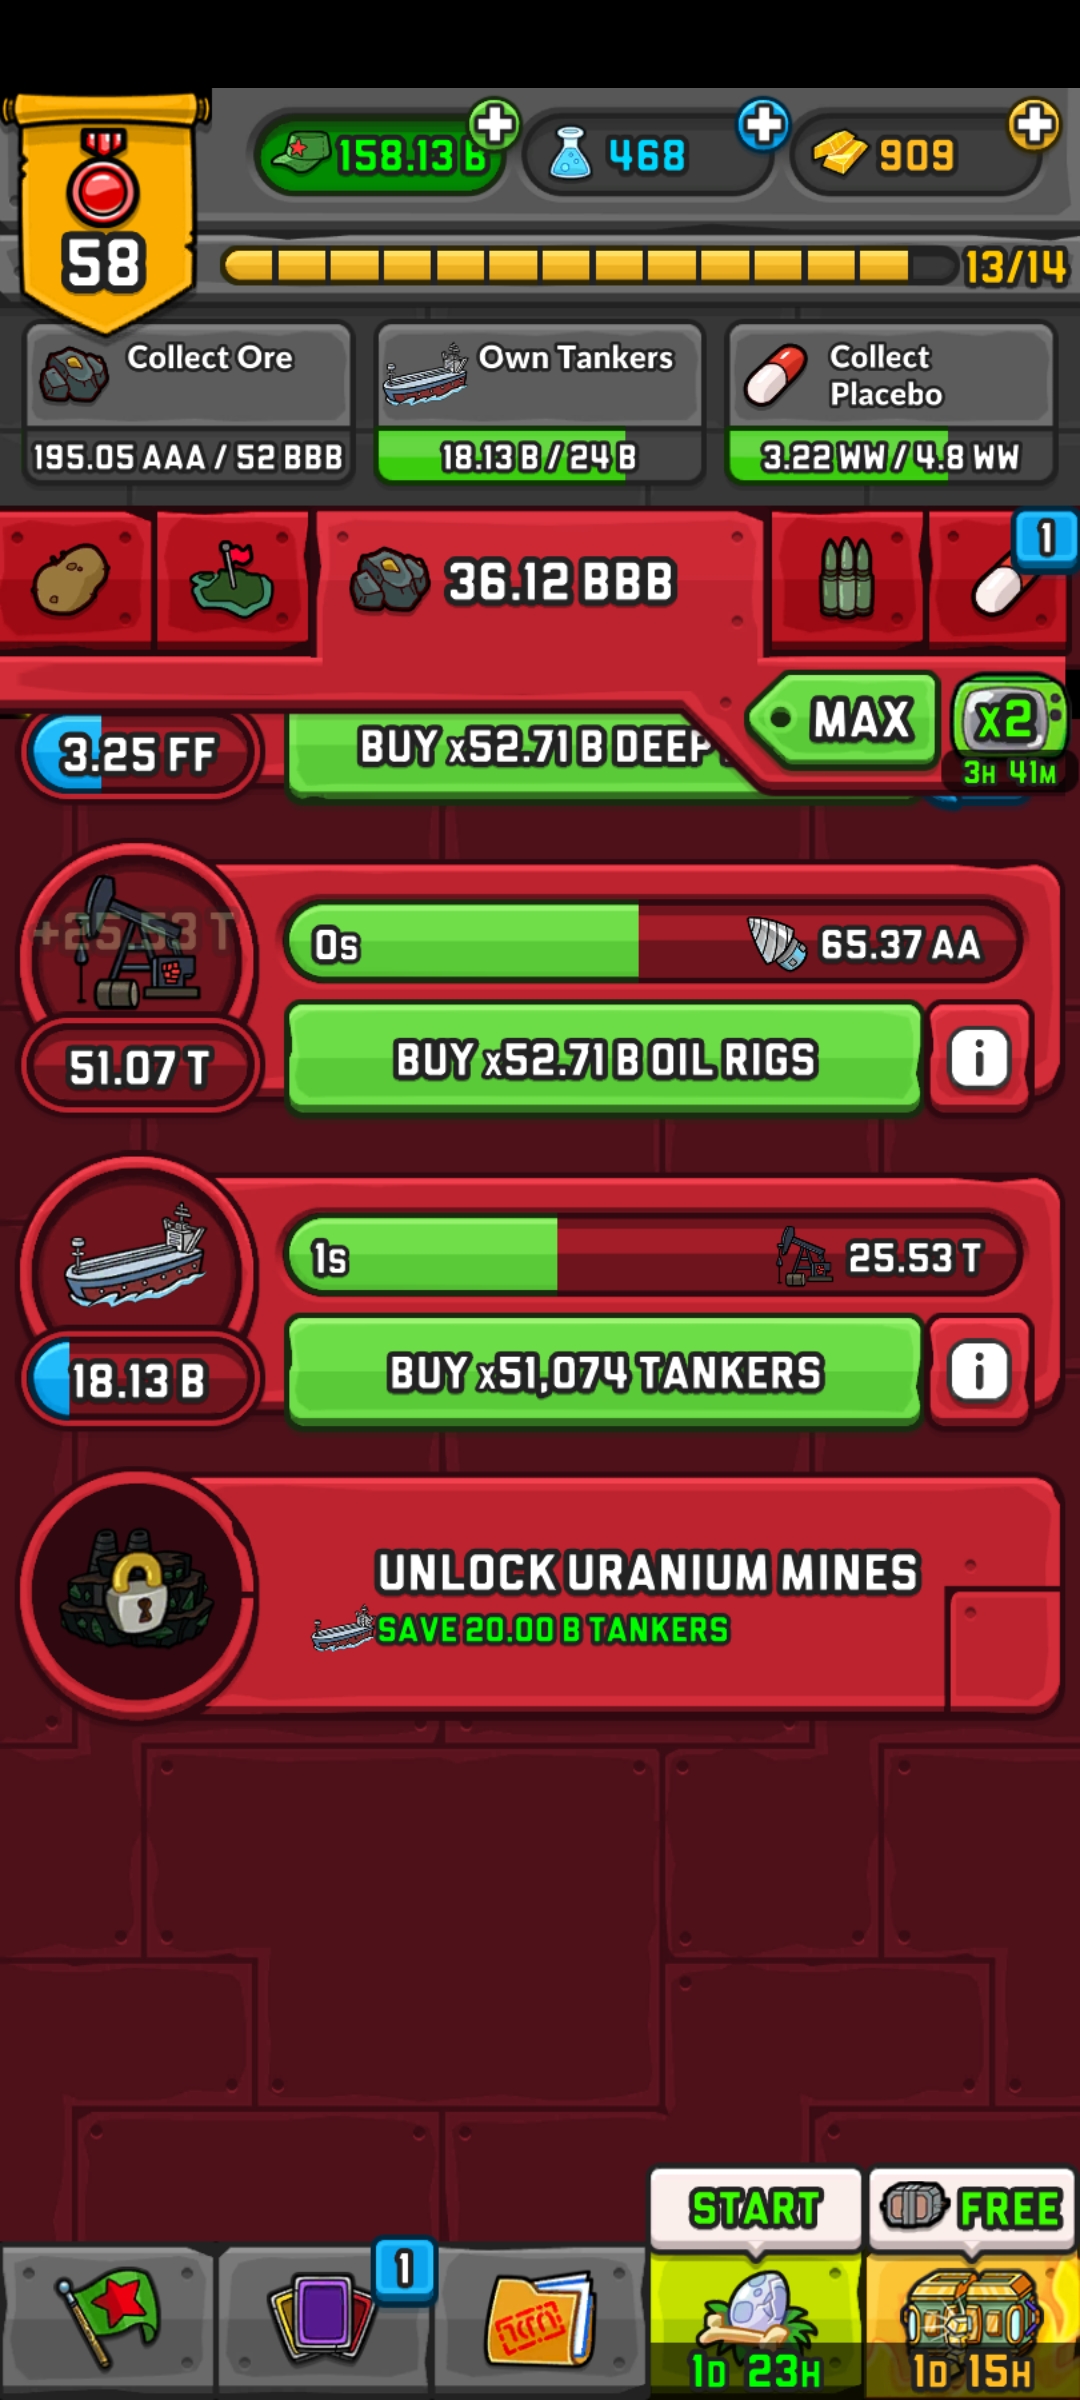 158.13 B
468
909
58
13/14
Collect Ore
195.05 AAA / 52 BBB
Own Tankers
18.13 B / 24 B
Collect
Placebo
3.22 WW / 4.8 WW
36.12 BBB
1
MAX
x2
3H 41M
3.25 FF
BUY x52.71 B DEEP
+25.53 T
0s
65.37 AA
51.07 T
BUY x52.71 B OIL RIGS
i
1s
25.53 T
18.13 B
BUY x51,074 TANKERS
i
UNLOCK URANIUM MINES
SAVE 20.00 B TANKERS
START
FREE
1
1D 23H
1D 15H